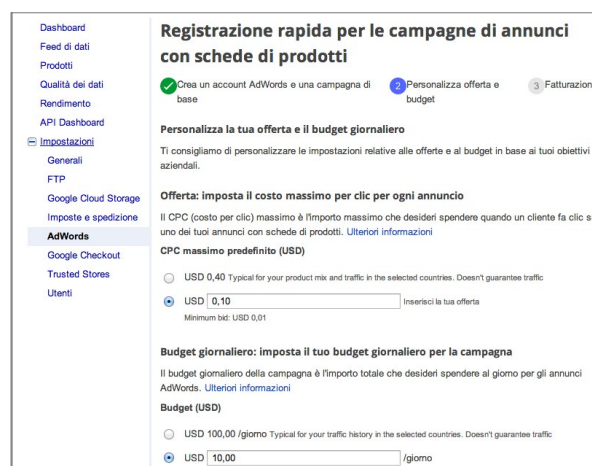 Dashboard
Feed di dati
Prodotti
Qualità dei dati
Rendimento
API Dashboard
Impostazioni
Generali
FTP
Google Cloud Storage
Imposte e spedizione
AdWords
Google Checkout
Trusted Stores
Utenti
Registrazione rapida per le campagne di annunci
con schede di prodotti
Crea un account AdWords e una campagna di
base
2 Personalizza offerta e
budget
3 Fatturazion
Personalizza la tua offerta e il budget giornaliero
Ti consigliamo di personalizzare le impostazioni relative alle offerte e al budget in base ai tuoi obiettivi
aziendali.
Offerta: imposta il costo massimo per clic per ogni annuncio
Il CPC (costo per clic) massimo è l'importo massimo che desideri spendere quando un cliente fa clic s
uno dei tuoi annunci con schede di prodotti. Ulteriori informazioni
CPC massimo predefinito (USD)
USD 0,40 Typical for your product mix and traffic in the selected countries. Doesn't guarantee traffic
USD 0,10 Inserisci la tua offerta
Minimum bid: USD 0,01
Budget giornaliero: imposta il tuo budget giornaliero per la campagna
Il budget giornaliero della campagna è l'importo totale che desideri spendere al giorno per gli annunci
AdWords. Ulteriori informazioni
Budget (USD)
USD 100,00 /giorno Typical for your traffic history in the selected countries. Doesn't guarantee traffic
USD 10,00 /giorno